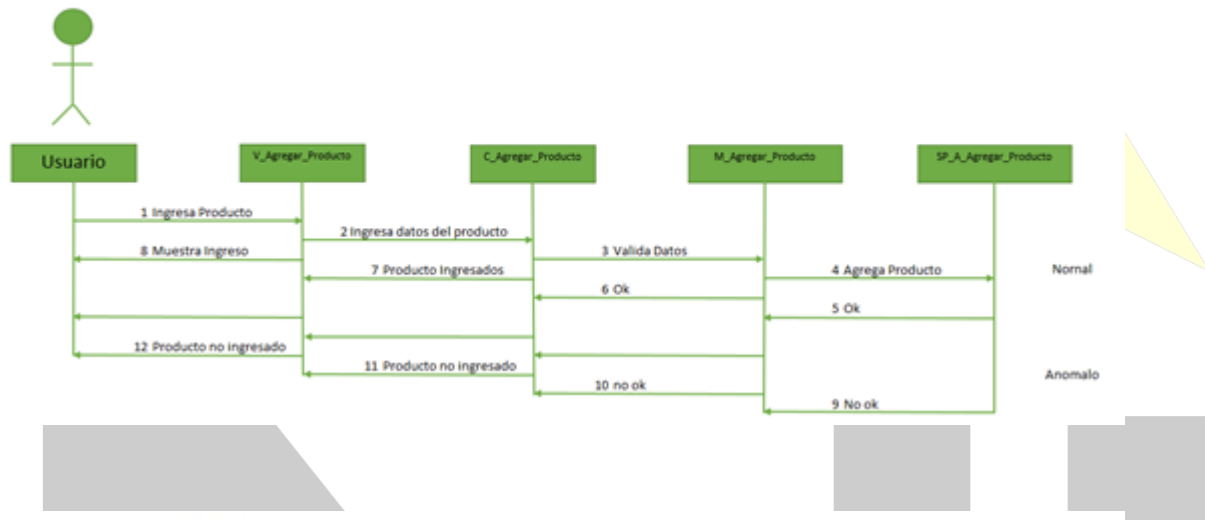 Usuario
V_Agregar_Producto
C_Agregar_Producto
M_Agregar_Producto
SP_A_Agregar_Producto
1 Ingresa Producto
2 Ingresa datos del producto
8 Muestra Ingreso
3 Valida Datos
7 Producto Ingresados
4 Agrega Producto
Nornal
6 Ok
5 Ok
12 Producto no ingresado
11 Producto no ingresado
Anomalo
10 no ok
9 No ok